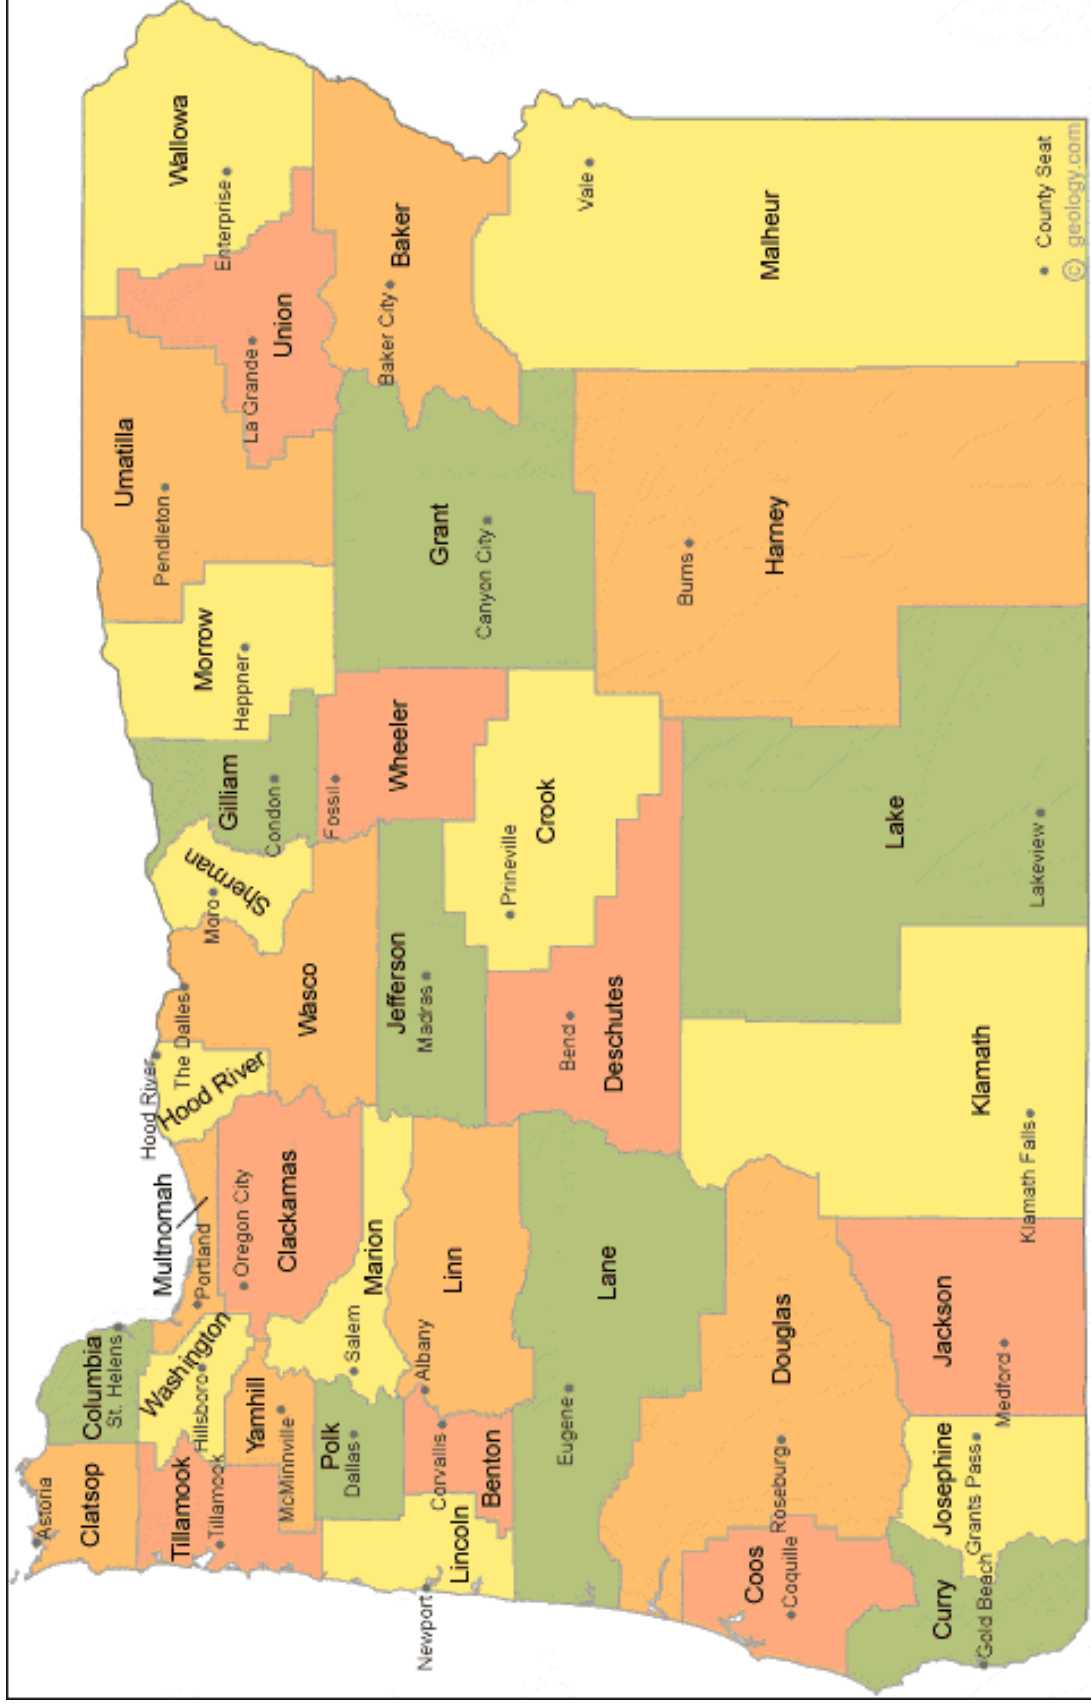 Astoria
Clatsop
Columbia
St. Helens
Tillamook
Tillamook
Washington
Hillsboro
Multnomah
Portland
Hood River
Hood River
The Dalles
Wasco
Sherman
Moro
Gilliam
Condon
Morrow
Heppner
Umatilla
Pendleton
Union
La Grande
Wallowa
Enterprise
Yamhill
McMinnville
Clackamas
Oregon City
Polk
Dallas
Marion
Salem
Lincoln
Newport
Benton
Corvallis
Linn
Albany
Jefferson
Madras
Wheeler
Fossil
Grant
Canyon City
Baker
Baker City
Lane
Eugene
Deschutes
Bend
Crook
Prineville
Harney
Burns
Malheur
Vale
Coos
Coquille
Douglas
Roseburg
Klamath
Klamath Falls
Lake
Lakeview
Curry
Gold Beach
Josephine
Grants Pass
Jackson
Medford
County Seat
© geology.com